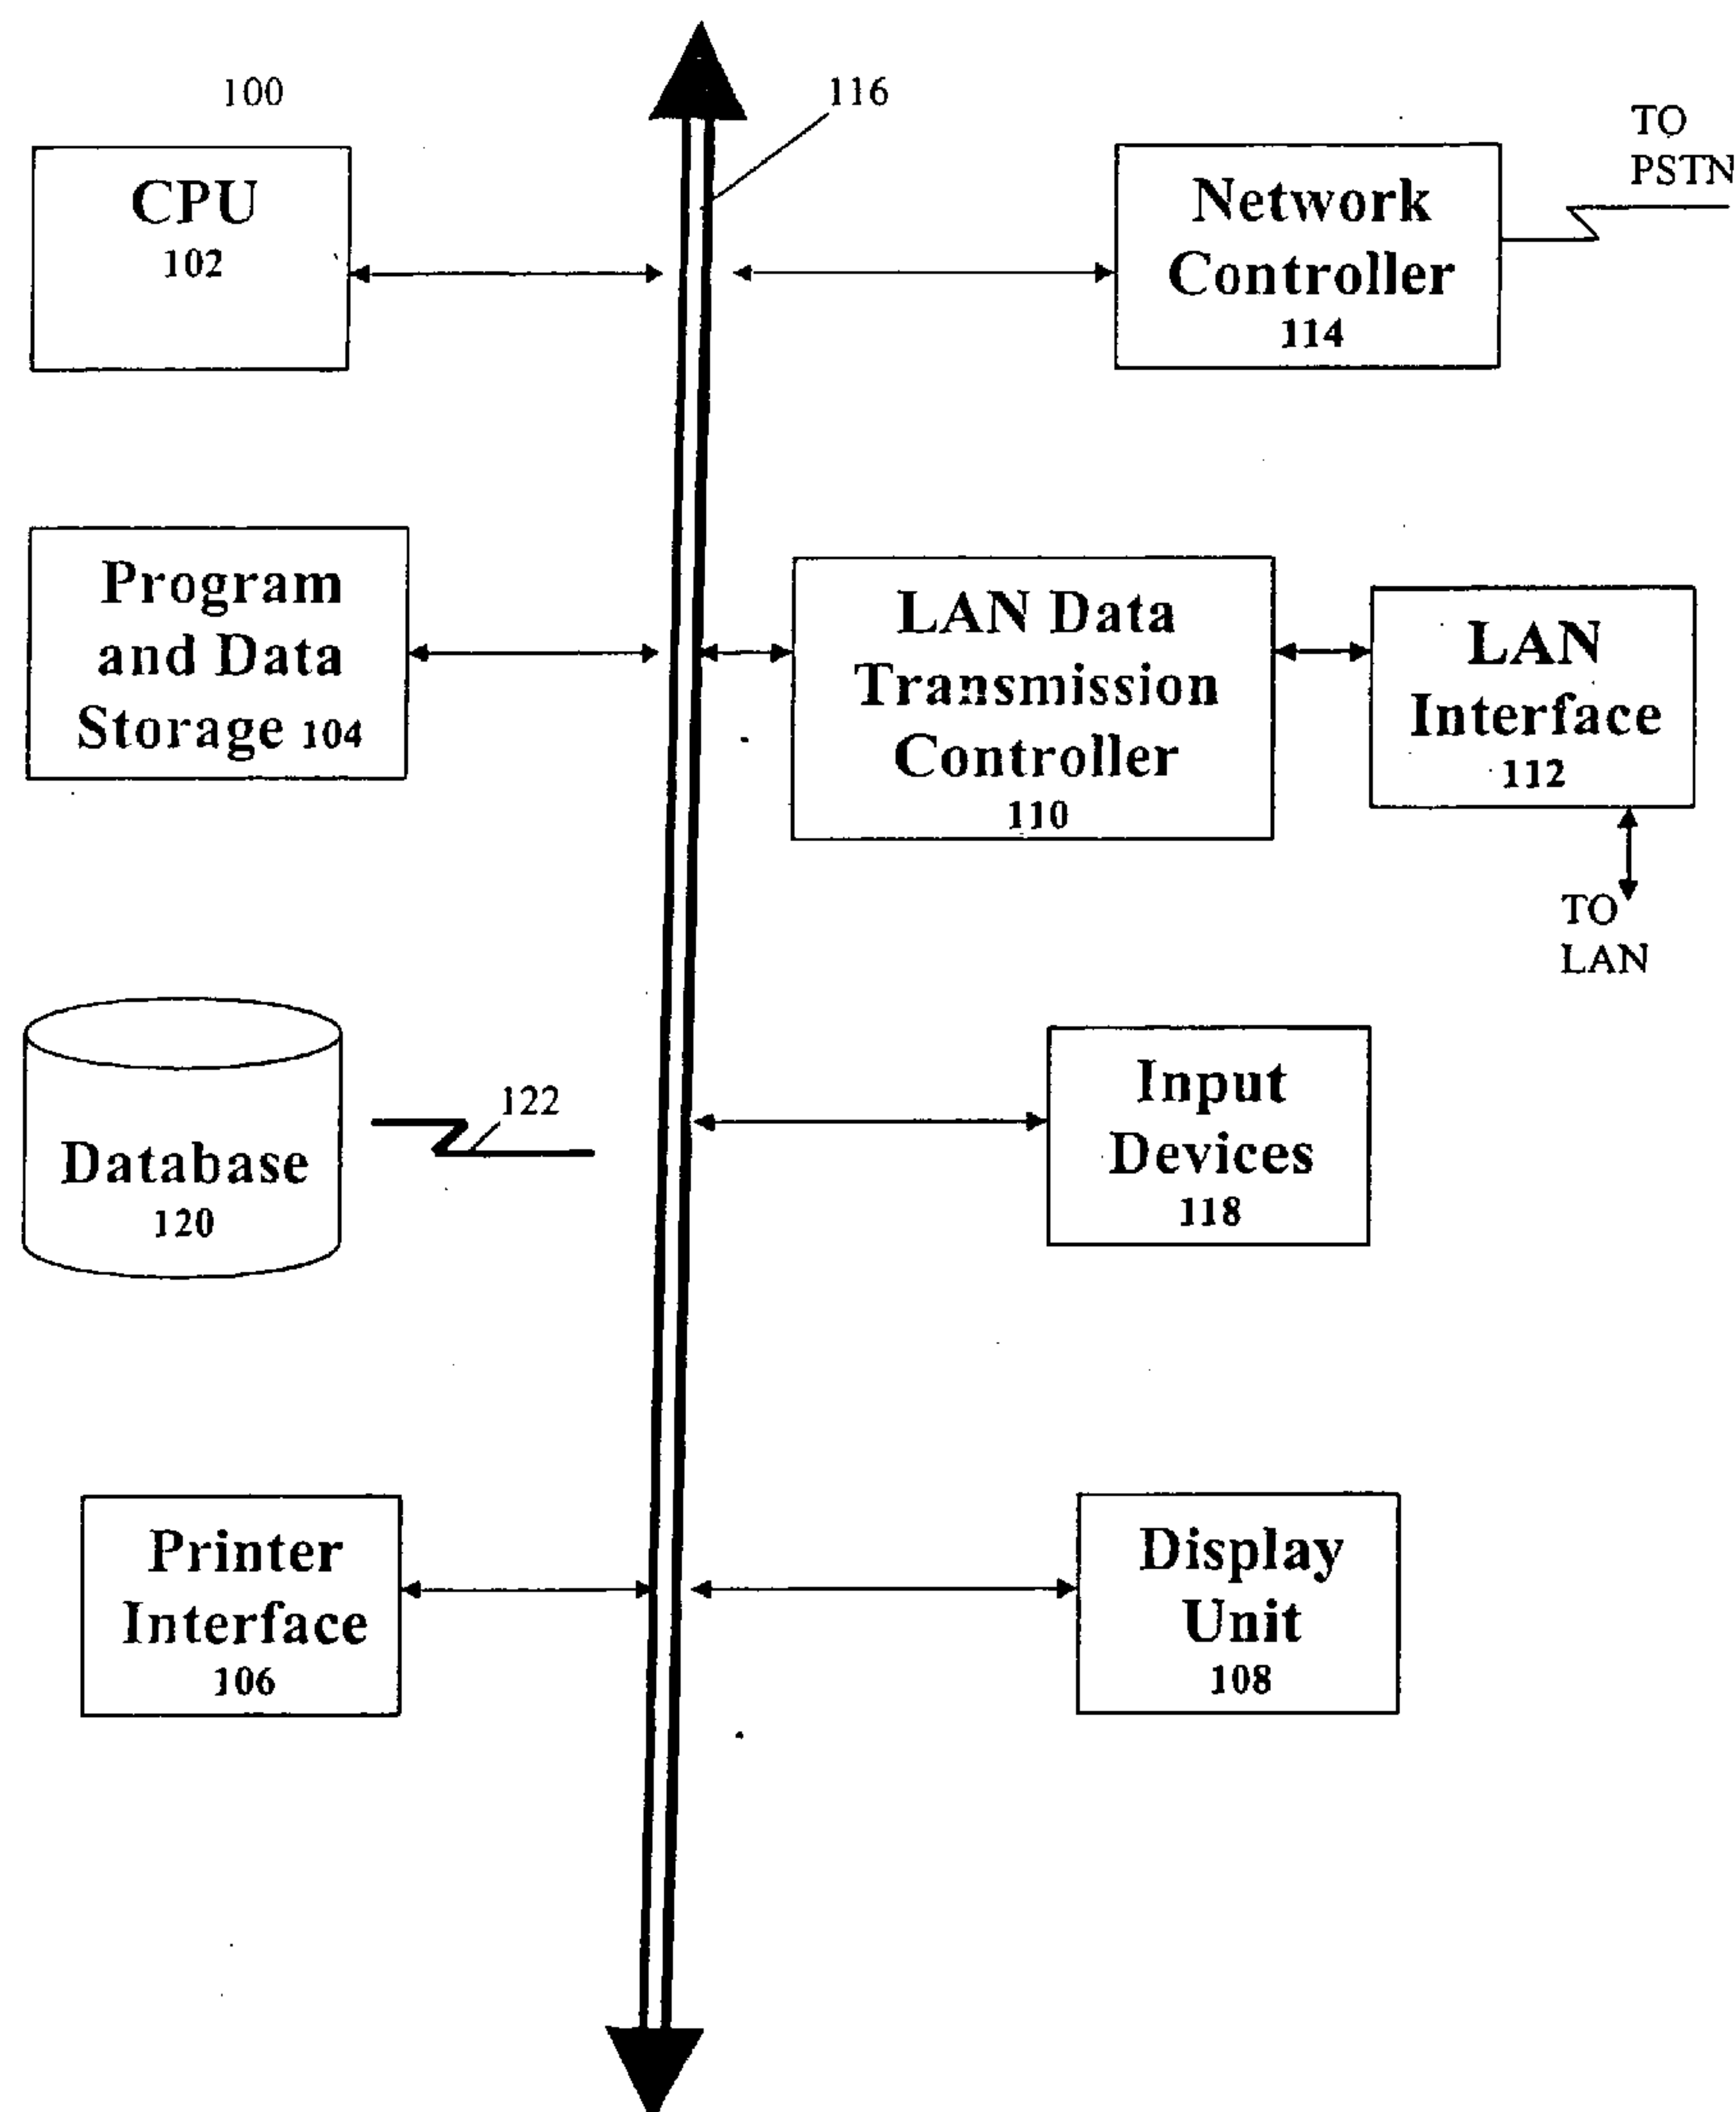 100
116
TO
PSTN
CPU
102
Network
Controller
114
Program
and Data
Storage 104
LAN Data
Transmission
Controller
110
LAN
Interface
112
TO
LAN
Database
120
122
Input
Devices
118
Printer
Interface
106
Display
Unit
108